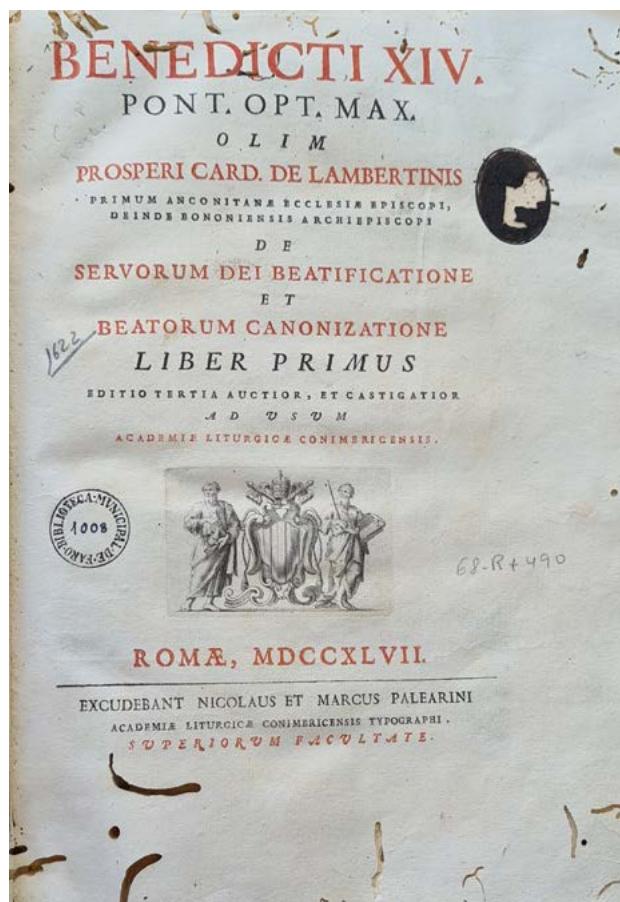 BENEDICTI XIV.
PONT. OPT. MAX.
OLIM
PROSPERI CARD. DE LAMBERTINIS
PRIMUM ANCONITANÆ ECCLESIÆ EPISCOPI,
DEINDE BONONIENSIS ARCHIEPISCOPI
DE
SERVORUM DEI BEATIFICATIONE
ET
BEATORUM CANONIZATIONE
1622
LIBER PRIMUS
EDITIO TERTIA AUCTIOR, ET CASTIGATIOR
AD USUM
ACADEMIÆ LITURGICÆ CONIMBRICENSIS.
BIBLIOTECA·MUNICIPAL·DE·FARO·
1008
68-R+490
ROMÆ, MDCCXLVII.
EXCUDEBANT NICOLAUS ET MARCUS PALEARINI
ACADEMIÆ LITURGICÆ CONIMBRICENSIS TYPOGRAPHI.
SUPERIORUM FACULTATE.